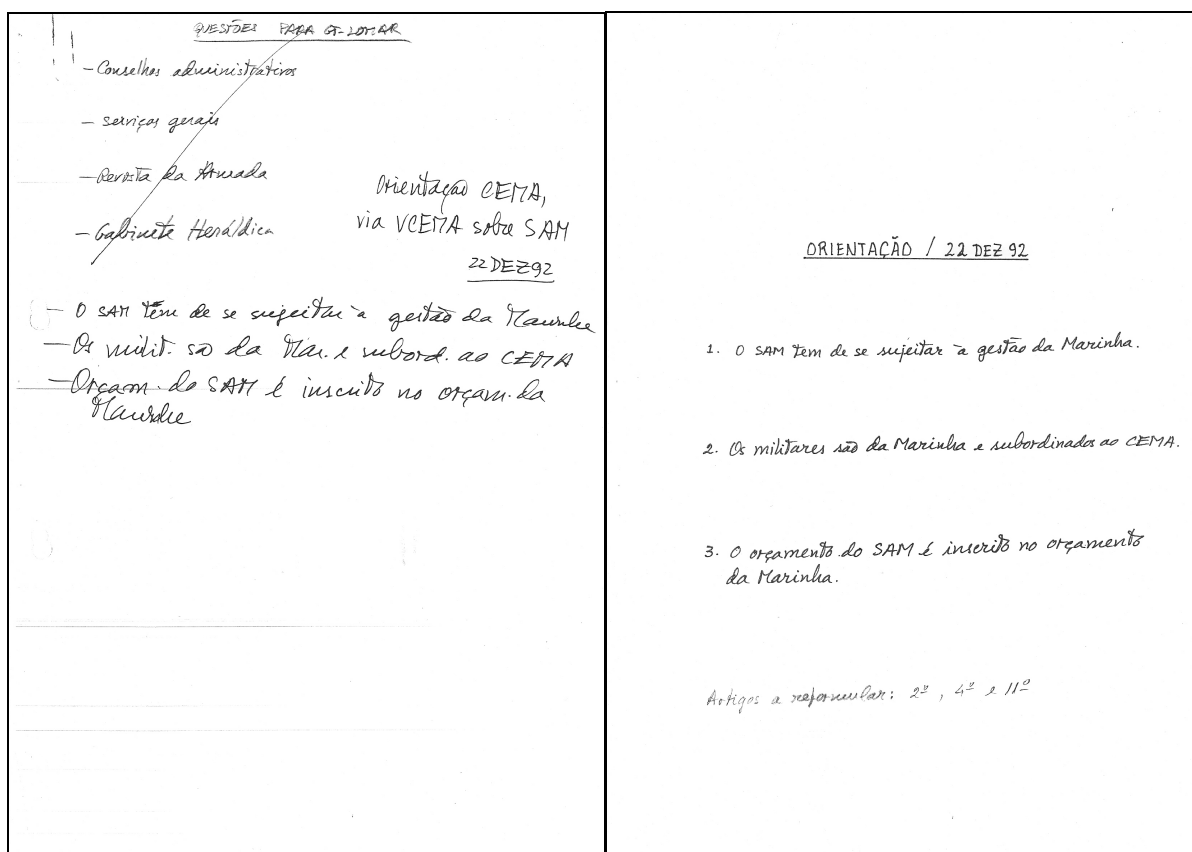 QUESTÕES PARA GT-LOMAR
- Conselhos administrativos
- Serviços gerais
- Revista da Armada
- Gabinete Heráldica
Orientação CEMA,
via VCEMA sobre SAM
22 DEZ 92
- O SAM tem de se sujeitar à gestão da Marinha
- Os milit. são da Mar. e subord. ao CEMA
- Orçam. do SAM é inscrito no orçam. da
Marinha
ORIENTAÇÃO / 22 DEZ 92
1. O SAM tem de se sujeitar à gestão da Marinha.
2. Os militares são da Marinha e subordinados ao CEMA.
3. O orçamento do SAM é inscrito no orçamento
da Marinha.
Artigos a reformular: 2º, 4º e 11º